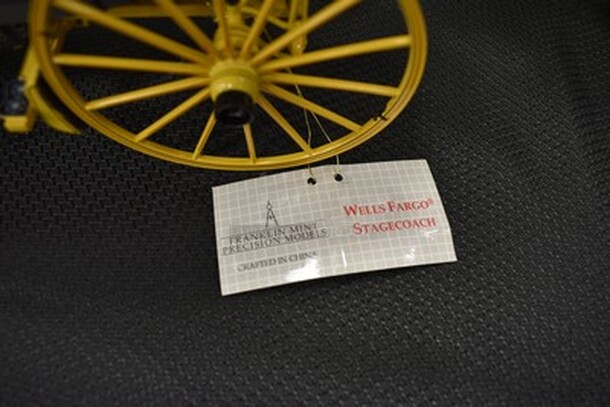 FRANKLIN MINT
PRECISION MODELS
CRAFTED IN CHINA
WELLS FARGO®
STAGECOACH